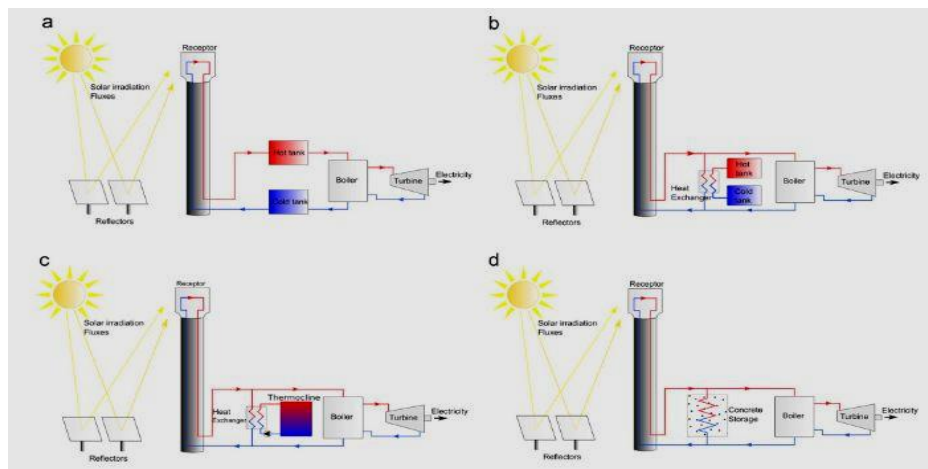 a
Receptor
Solar irradiation
Fluxes
Hot tank
Cold tank
Boiler
Turbine
Electricity
Reflectors
b
Receptor
Solar irradiation
Fluxes
Heat
Exchanger
Hot
tank
Cold
tank
Boiler
Turbine
Electricity
Reflectors
c
Receptor
Solar irradiation
Fluxes
Heat
Exchanger
Thermocline
Boiler
Turbine
Electricity
Reflectors
d
Receptor
Solar irradiation
Fluxes
Concrete
Storage
Boiler
Turbine
Electricity
Reflectors